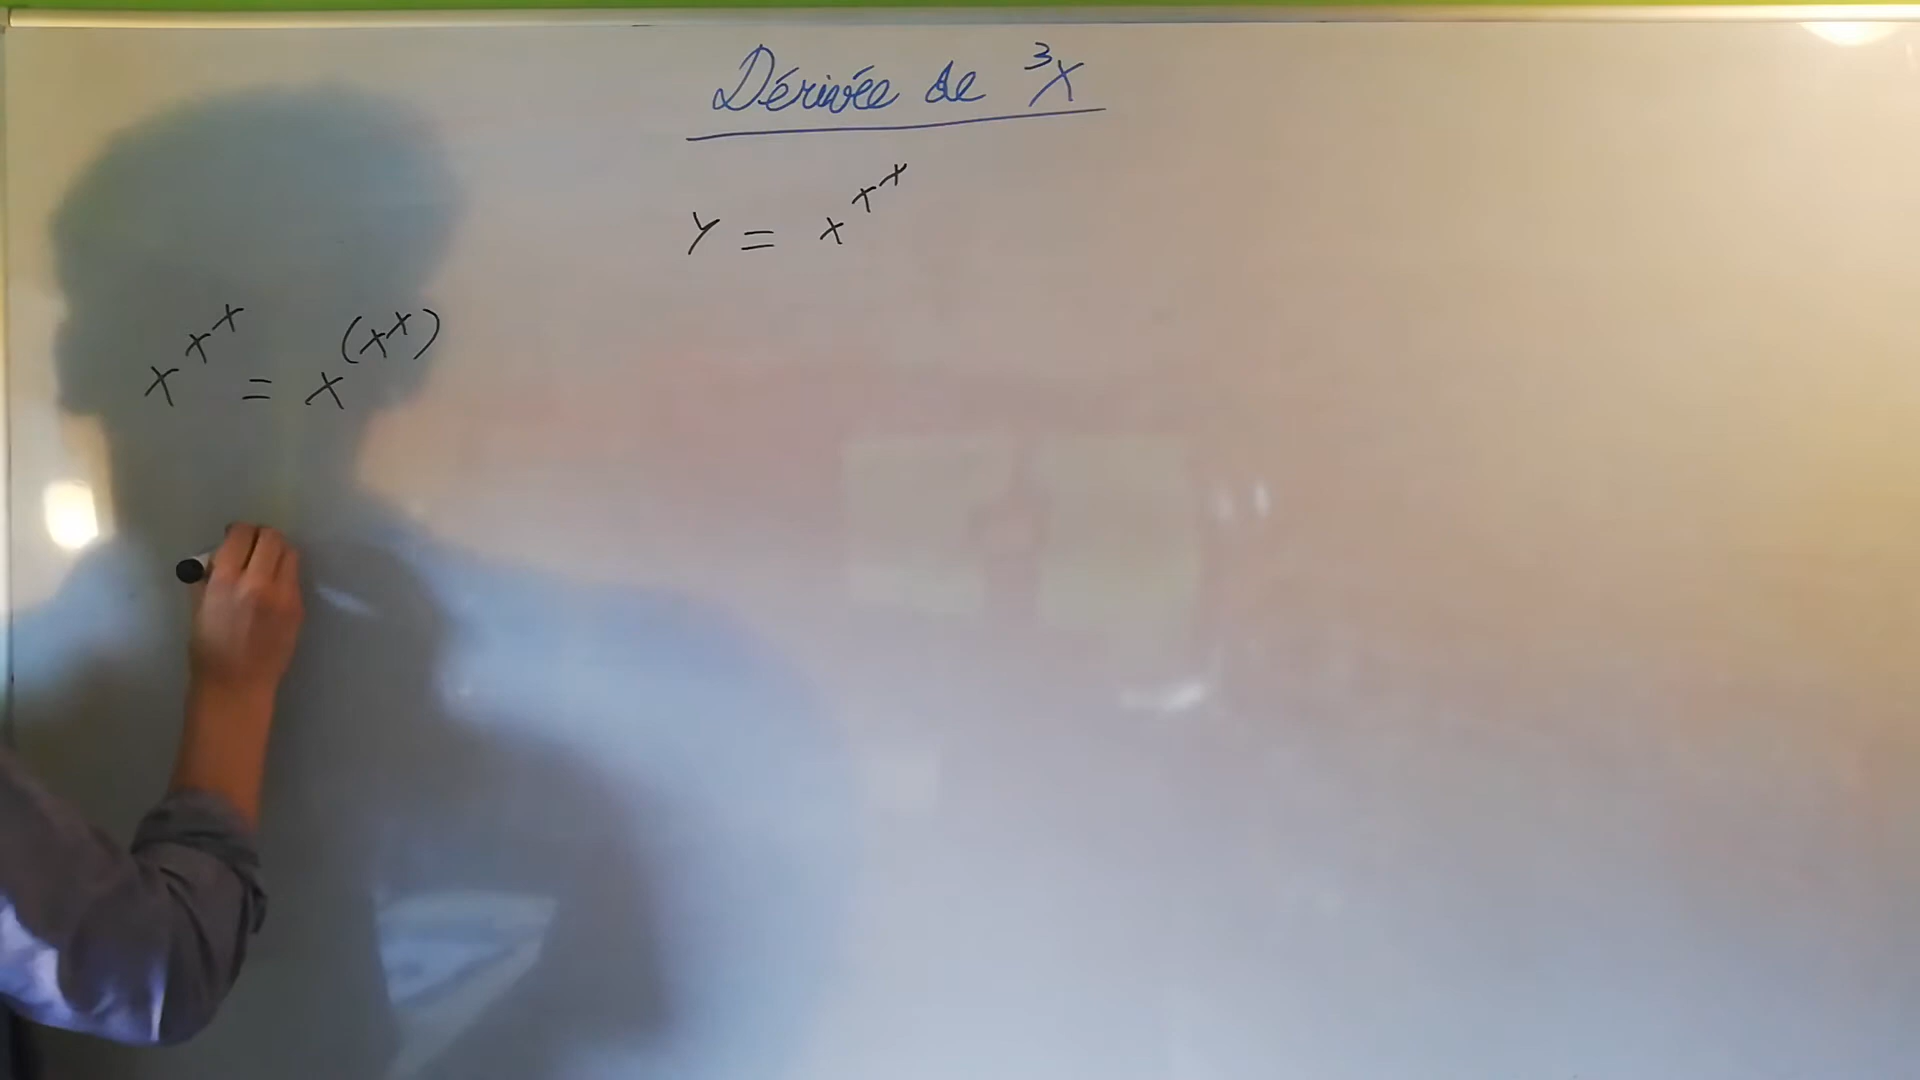 Dérivée de ³x
y = x^x^x
x^x^x = x^(x^x)